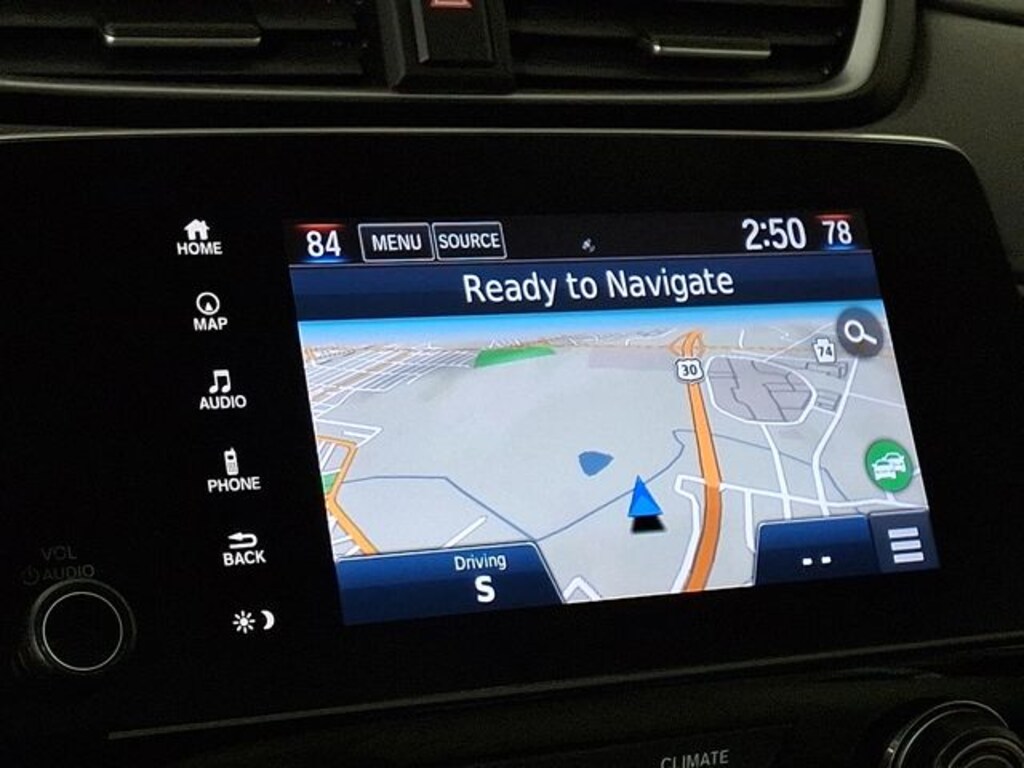 HOME
MAP
AUDIO
PHONE
BACK
VOL
AUDIO
84 MENU SOURCE 2:50 78
Ready to Navigate
30
74
Driving
S
--
CLIMATE